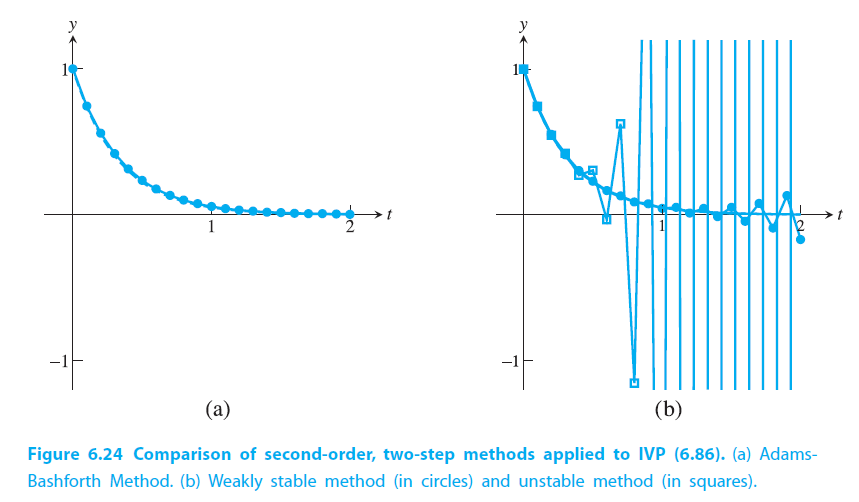 y
1
1
2
t
−1
(a)
y
1
1
2
t
−1
(b)
Figure 6.24 Comparison of second-order, two-step methods applied to IVP (6.86). (a) Adams-
Bashforth Method. (b) Weakly stable method (in circles) and unstable method (in squares).